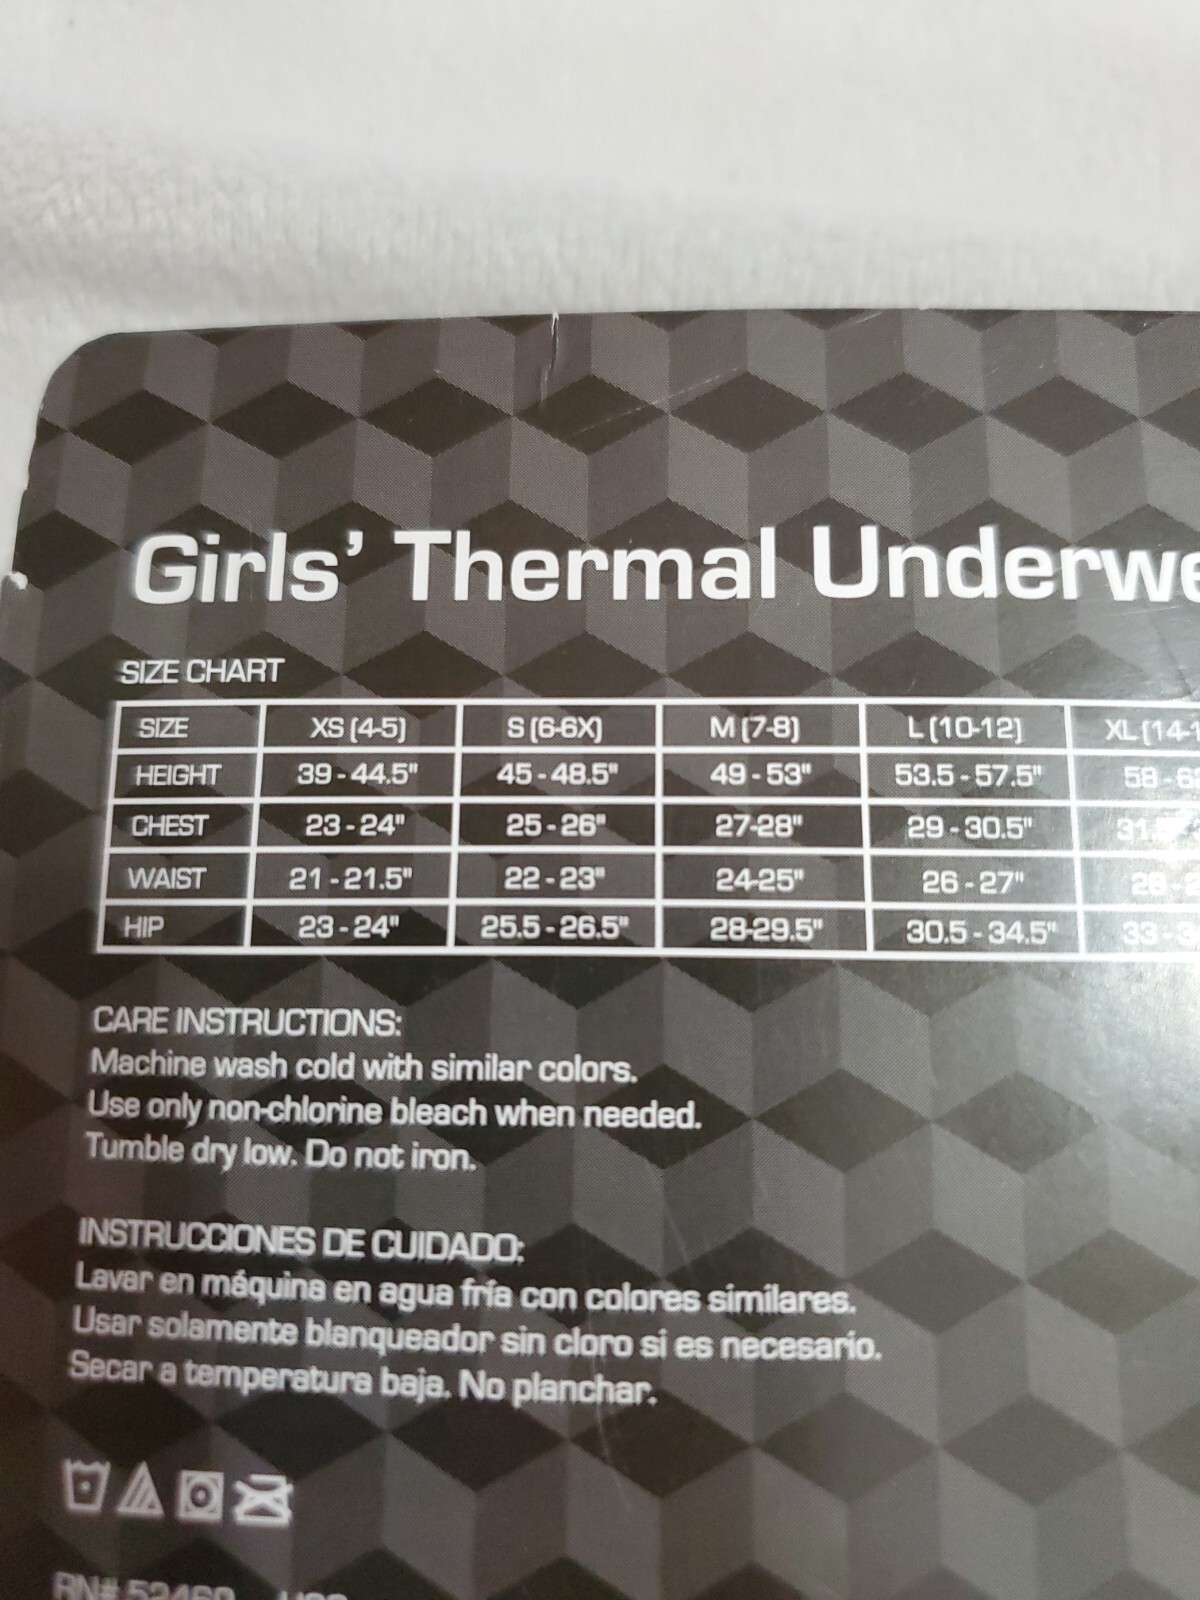 Girls' Thermal
SIZE CHART
SIZE XS (4-5) S (6-6X) M (7-8) L (10-12) XL
HEIGHT 39 - 44.5" 45 - 48.5" 49 - 53" 53.5 - 57.5" 58 -
CHEST 23 - 24" 25 - 26" 27-28" 29 - 30.5"
WAIST 21 - 21.5" 22 - 23" 24-25" 26 - 27"
HIP 23 - 24" 25.5 - 26.5" 28-29.5" 30.5 - 34.5" 33 -
CARE INSTRUCTIONS:
Machine wash cold with similar colors.
Use only non-chlorine bleach when needed.
Tumble dry low. Do not iron.
INSTRUCCIONES DE CUIDADO:
Lavar en máquina en agua fría con colores similares.
Usar solamente blanqueador sin cloro si es necesario.
Secar a temperatura baja. No planchar.
RN# 52469